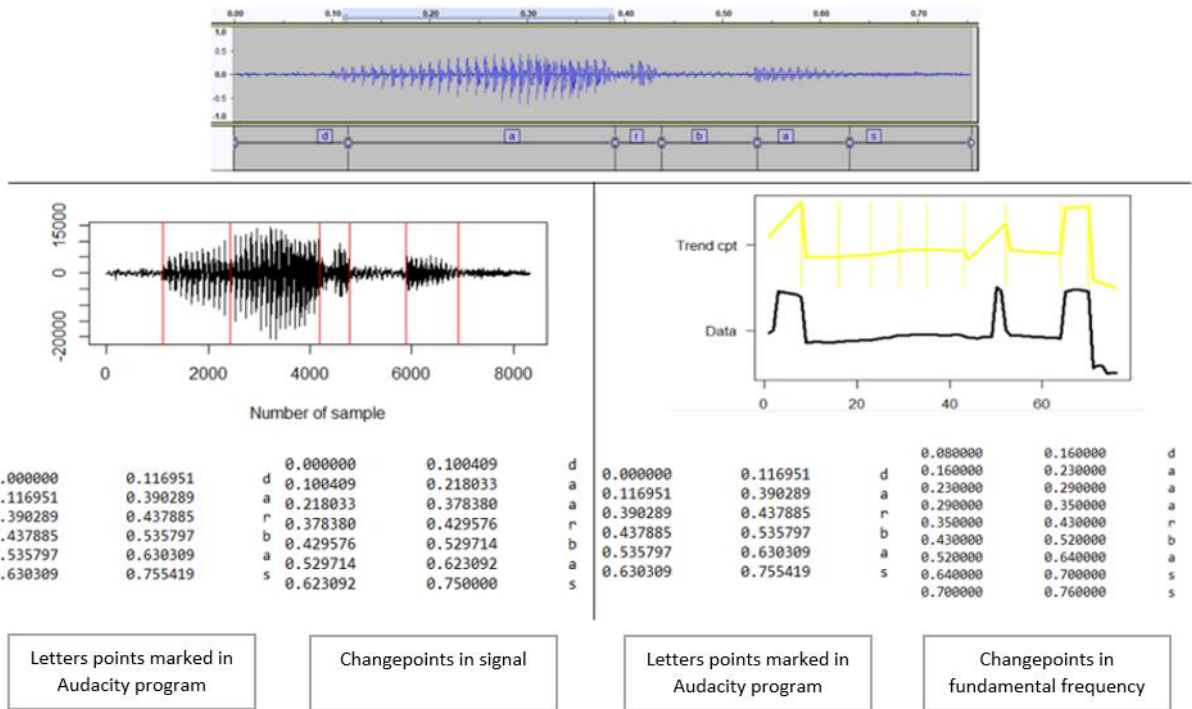 0.00 0.10 0.20 0.30 0.40 0.50 0.60 0.70
1.0
0.5
0.0
-0.5
-1.0
d a r b a s
15000
0
-20000
0 2000 4000 6000 8000
Number of sample
Trend cpt
Data
0 20 40 60
.000000 0.116951 d
.116951 0.390289 a
.390289 0.437885 r
.437885 0.535797 b
.535797 0.630309 a
.630309 0.755419 s
0.000000 0.100409 d
0.100409 0.218033 a
0.218033 0.378380 a
0.378380 0.429576 r
0.429576 0.529714 b
0.529714 0.623092 a
0.623092 0.750000 s
0.000000 0.116951 d
0.116951 0.390289 a
0.390289 0.437885 r
0.437885 0.535797 b
0.535797 0.630309 a
0.630309 0.755419 s
0.080000 0.160000 d
0.160000 0.230000 a
0.230000 0.290000 a
0.290000 0.350000 a
0.350000 0.430000 r
0.430000 0.520000 b
0.520000 0.640000 a
0.640000 0.700000 s
0.700000 0.760000 s
Letters points marked in
Audacity program
Changepoints in signal
Letters points marked in
Audacity program
Changepoints in
fundamental frequency